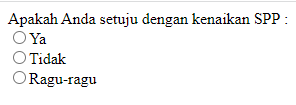 Apakah Anda setuju dengan kenaikan SPP :
Ya
Tidak
Ragu-ragu